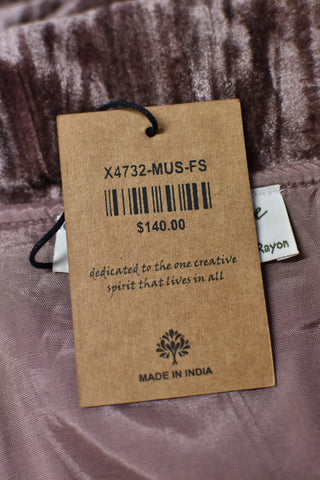 X4732-MUS-FS
$140.00
dedicated to the one creative
spirit that lives in all
MADE IN INDIA
Rayon